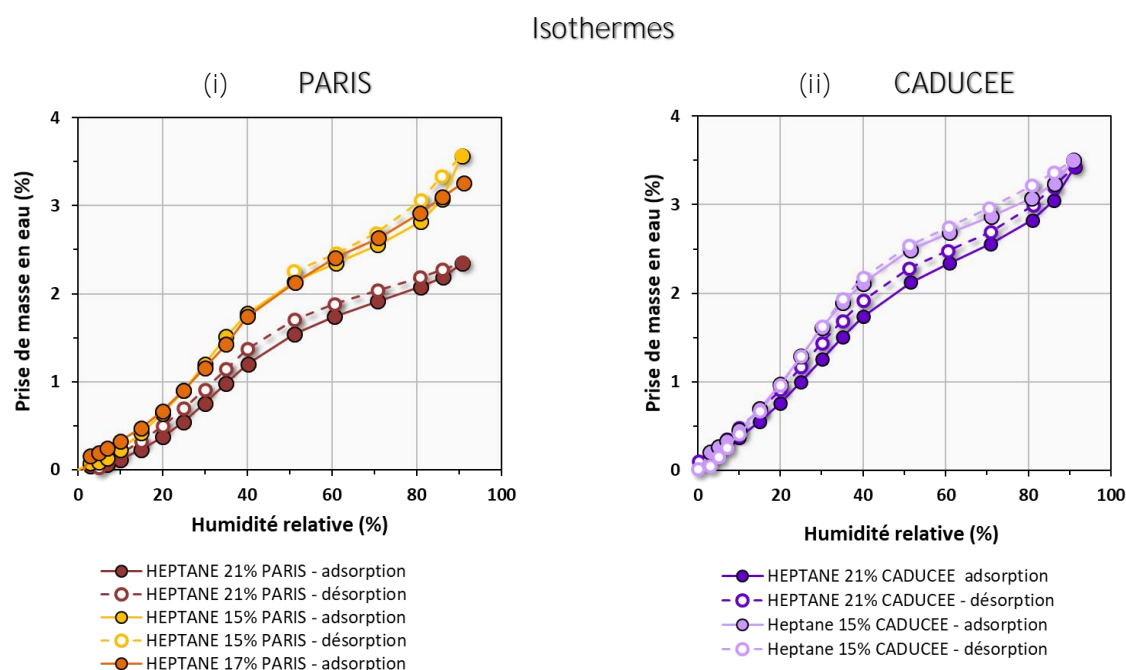 Isothermes
(i) PARIS
(ii) CADUCEE
Prise de masse en eau (%)
4
3
2
1
0
0 20 40 60 80 100
Humidité relative (%)
HEPTANE 21% PARIS - adsorption
HEPTANE 21% PARIS - désorption
HEPTANE 15% PARIS - adsorption
HEPTANE 15% PARIS - désorption
HEPTANE 17% PARIS - adsorption
Prise de masse en eau (%)
4
3
2
1
0
0 20 40 60 80 100
Humidité relative (%)
HEPTANE 21% CADUCEE adsorption
HEPTANE 21% CADUCEE - désorption
Heptane 15% CADUCEE - adsorption
Heptane 15% CADUCEE - désorption